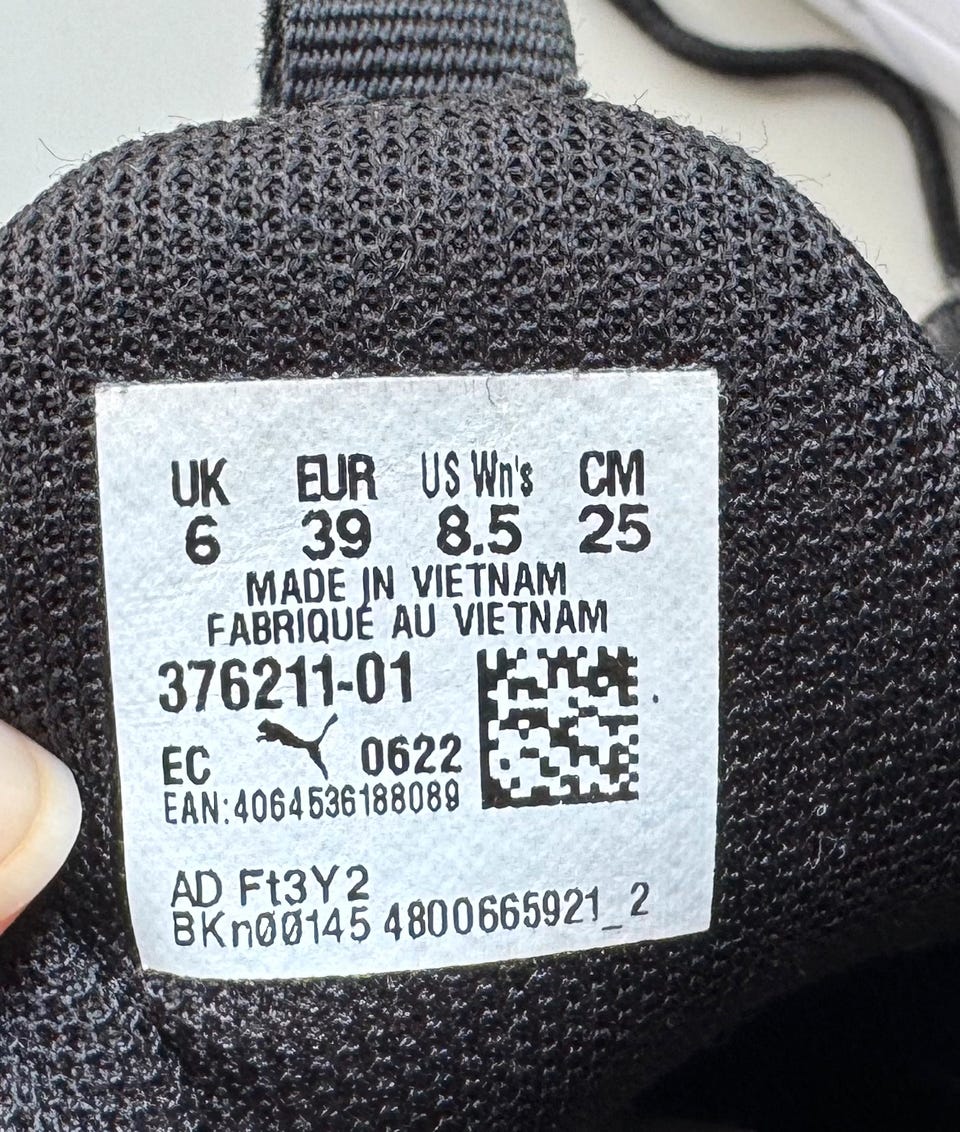 UK EUR US Wn's CM
6 39 8.5 25
MADE IN VIETNAM
FABRIQUÉ AU VIETNAM
376211-01
EC 0622
EAN:4064536188089
AD Ft3Y2
BKn00145 4800665921_2